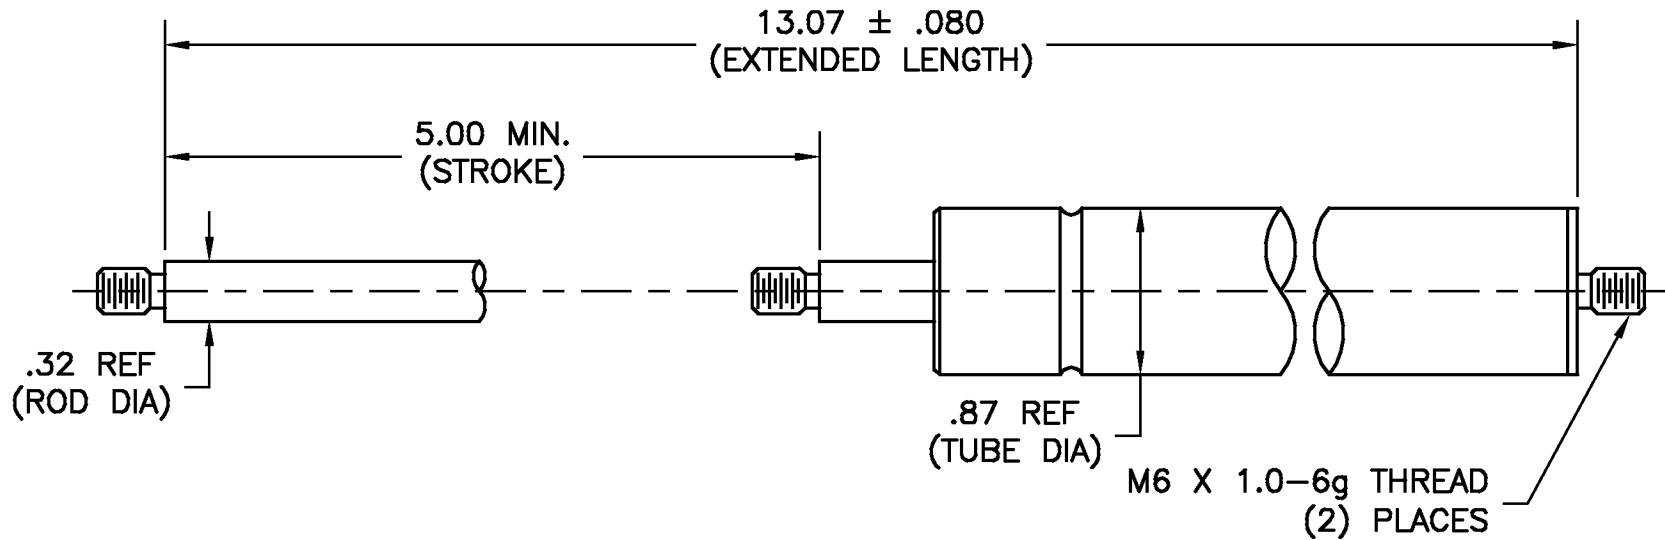 13.07 ± .080
(EXTENDED LENGTH)
5.00 MIN.
(STROKE)
.32 REF
(ROD DIA)
.87 REF
(TUBE DIA)
M6 X 1.0-6g THREAD
(2) PLACES